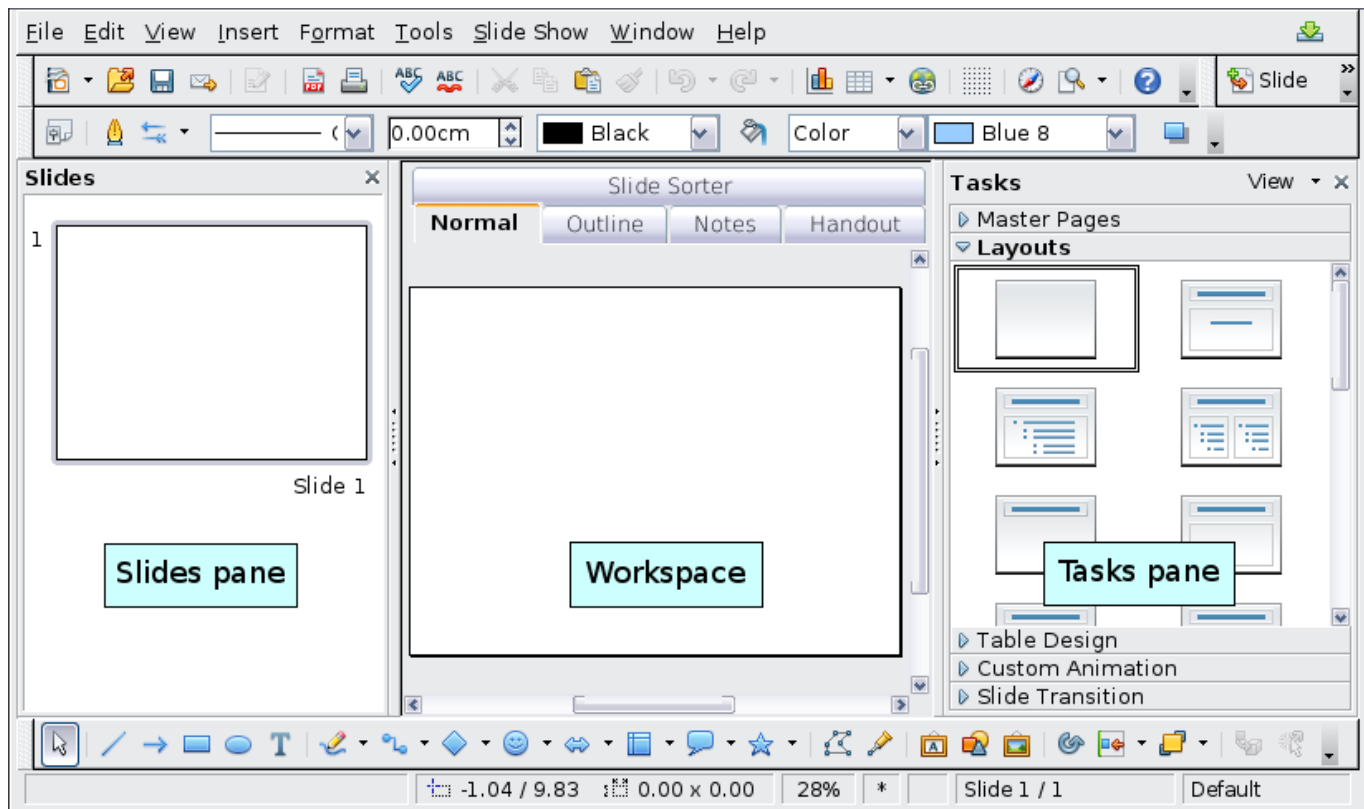 File Edit View Insert Format Tools Slide Show Window Help
ABC ABC Slide »
0.00cm Black Color Blue 8
Slides
1
Slide 1
Slides pane
Slide Sorter
Normal Outline Notes Handout
Workspace
Tasks View
Master Pages
Layouts
Tasks pane
Table Design
Custom Animation
Slide Transition
T A
-1.04 / 9.83 0.00 x 0.00 28% * Slide 1 / 1 Default